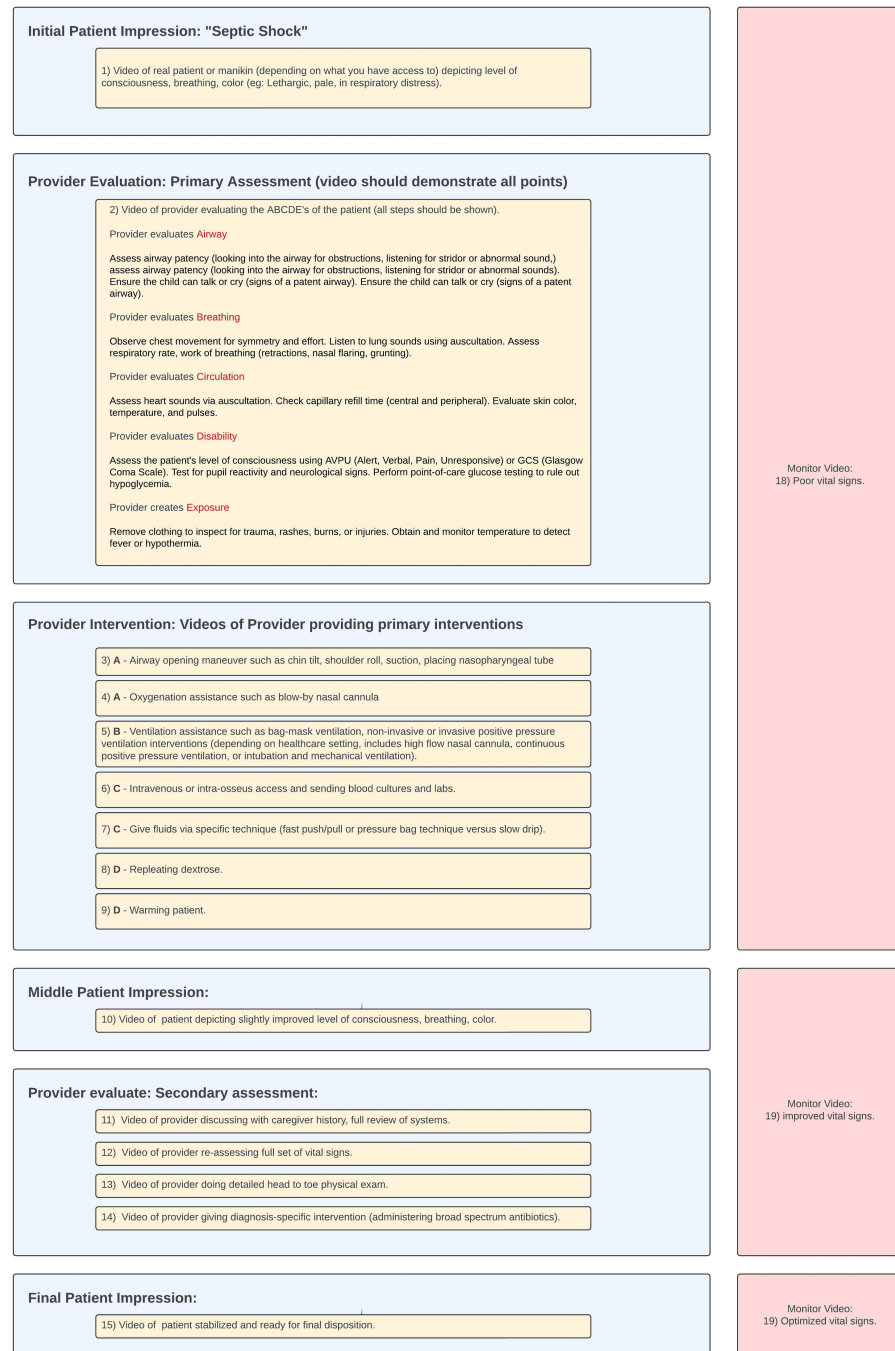 Initial Patient Impression: "Septic Shock"
1) Video of real patient or manikin (depending on what you have access to) depicting level of
consciousness, breathing, color (eg: Lethargic, pale, in respiratory distress).
Provider Evaluation: Primary Assessment (video should demonstrate all points)
2) Video of provider evaluating the ABCDE's of the patient (all steps should be shown).
Provider evaluates Airway
Assess airway patency (looking into the airway for obstructions, listening for stridor or abnormal sound,)
assess airway patency (looking into the airway for obstructions, listening for stridor or abnormal sounds).
Ensure the child can talk or cry (signs of a patent airway). Ensure the child can talk or cry (signs of a patent
airway).
Provider evaluates Breathing
Observe chest movement for symmetry and effort. Listen to lung sounds using auscultation. Assess
respiratory rate, work of breathing (retractions, nasal flaring, grunting).
Provider evaluates Circulation
Assess heart sounds via auscultation. Check capillary refill time (central and peripheral). Evaluate skin color,
temperature, and pulses.
Provider evaluates Disability
Assess the patient's level of consciousness using AVPU (Alert, Verbal, Pain, Unresponsive) or GCS (Glasgow
Coma Scale). Test for pupil reactivity and neurological signs. Perform point-of-care glucose testing to rule out
hypoglycemia.
Provider creates Exposure
Remove clothing to inspect for trauma, rashes, burns, or injuries. Obtain and monitor temperature to detect
fever or hypothermia.
Monitor Video:
18) Poor vital signs.
Provider Intervention: Videos of Provider providing primary interventions
3) A - Airway opening maneuver such as chin tilt, shoulder roll, suction, placing nasopharyngeal tube
4) A - Oxygenation assistance such as blow-by nasal cannula
5) B - Ventilation assistance such as bag-mask ventilation, non-invasive or invasive positive pressure
ventilation interventions (depending on healthcare setting, includes high flow nasal cannula, continuous
positive pressure ventilation, or intubation and mechanical ventilation).
6) C - Intravenous or intra-osseus access and sending blood cultures and labs.
7) C - Give fluids via specific technique (fast push/pull or pressure bag technique versus slow drip).
8) D - Repleating dextrose.
9) D - Warming patient.
Middle Patient Impression:
10) Video of patient depicting slightly improved level of consciousness, breathing, color.
Provider evaluate: Secondary assessment:
11) Video of provider discussing with caregiver history, full review of systems.
12) Video of provider re-assessing full set of vital signs.
13) Video of provider doing detailed head to toe physical exam.
14) Video of provider giving diagnosis-specific intervention (administering broad spectrum antibiotics).
Monitor Video:
19) improved vital signs.
Final Patient Impression:
15) Video of patient stabilized and ready for final disposition.
Monitor Video:
19) Optimized vital signs.